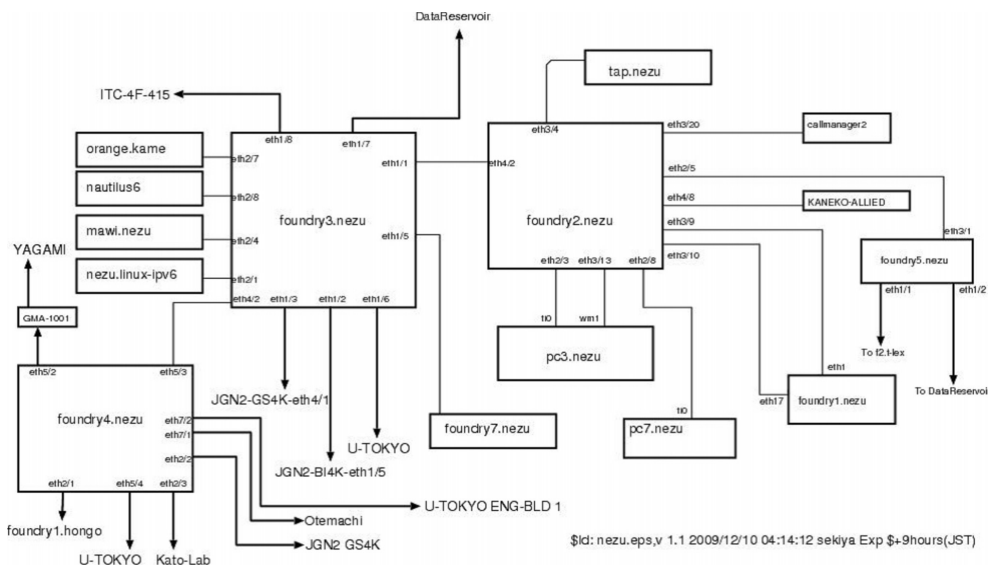 DataReservoir
tap.nezu
ITC-4F-415
eth1/8
eth1/7
eth3/4
eth3/20
callmanager2
orange.kame
eth2/7
eth1/1
eth4/2
eth2/5
nautilus6
eth2/8
eth4/8
KANEKO-ALLIED
foundry3.nezu
foundry2.nezu
mawi.nezu
eth2/4
eth1/5
eth3/9
eth3/1
YAGAMI
eth3/10
foundry5.nezu
nezu.linux-ipv6
eth2/1
eth2/3
eth3/13
eth2/8
eth1/1
eth1/2
eth4/2
eth1/3
eth1/2
eth1/6
GMA-1001
ti0
wm1
pc3.nezu
To t2.t-lex
eth5/2
eth5/3
eth1
To DataReservoir
JGN2-GS4K-eth4/1
eth17
foundry1.nezu
foundry4.nezu
eth7/2
eth7/1
foundry7.nezu
ti0
pc7.nezu
U-TOKYO
eth2/2
JGN2-BI4K-eth1/5
eth2/1
eth5/4
eth2/3
U-TOKYO ENG-BLD 1
foundry1.hongo
Otemachi
JGN2 GS4K
U-TOKYO
Kato-Lab
$Id: nezu.eps,v 1.1 2009/12/10 04:14:12 sekiya Exp $+9hours(JST)